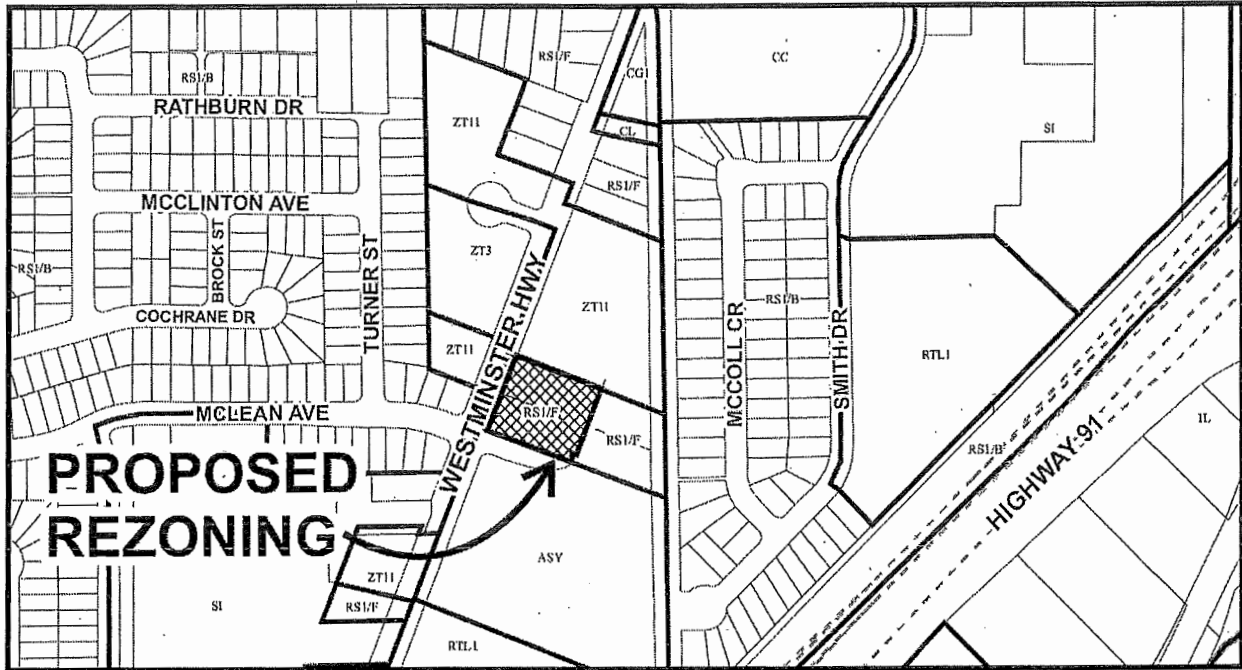 RS1/B
RATHBURN DR
MCCLINTON AVE
RS1/B
BROCK ST
COCHRANE DR
TURNER ST
MCLEAN AVE
ZT11
RS1/F
CG1
CL
RS1/F
ZT3
ZT11
WESTMINSTER HWY
ZT11
RS1/F
RS1/F
CC
SI
MCCOLL CR
RS1/B
SMITH DR
RTL1
RS1/B
HIGHWAY 91
IL
PROPOSED
REZONING
ZT11
RS1/F
SI
ASY
RTL1